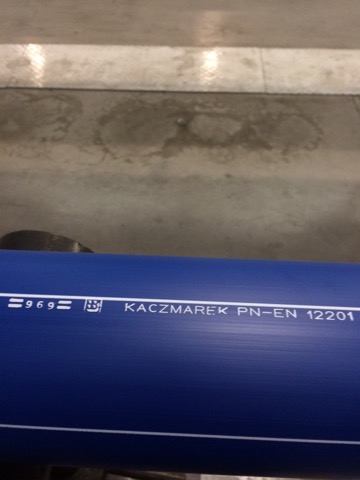 =969= KACZMAREK PN-EN 12201